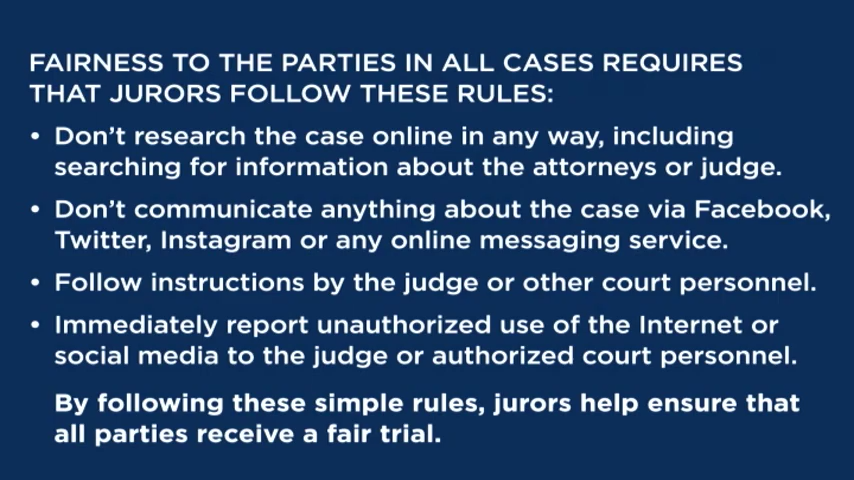 FAIRNESS TO THE PARTIES IN ALL CASES REQUIRES
THAT JURORS FOLLOW THESE RULES:
• Don’t research the case online in any way, including
searching for information about the attorneys or judge.
• Don’t communicate anything about the case via Facebook,
Twitter, Instagram or any online messaging service.
• Follow instructions by the judge or other court personnel.
• Immediately report unauthorized use of the Internet or
social media to the judge or authorized court personnel.
By following these simple rules, jurors help ensure that
all parties receive a fair trial.